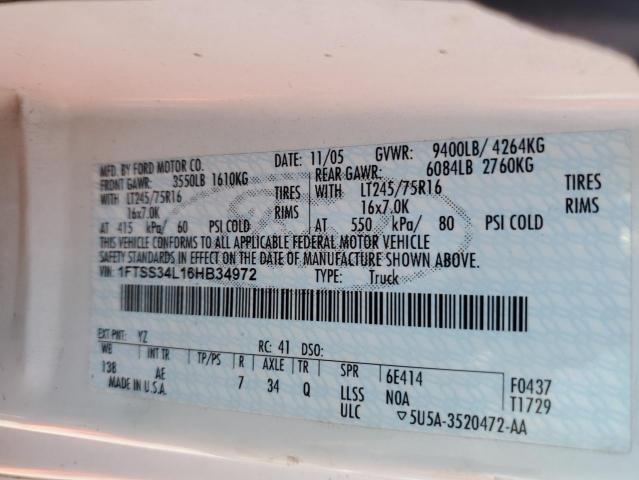 MFD. BY FORD MOTOR CO. DATE: 11/05 GVWR: 9400LB/ 4264KG
FRONT GAWR: 3550LB 1610KG REAR GAWR: 6084LB 2760KG
WITH LT245/75R16 TIRES WITH LT245/75R16 TIRES
16x7.0K RIMS 16x7.0K RIMS
AT 415 kPa/ 60 PSI COLD AT 550 kPa/ 80 PSI COLD
THIS VEHICLE CONFORMS TO ALL APPLICABLE FEDERAL MOTOR VEHICLE
SAFETY STANDARDS IN EFFECT ON THE DATE OF MANUFACTURE SHOWN ABOVE.
VIN: 1FTSS34L16HB34972 TYPE: Truck
EXT PNT: YZ RC: 41 DSO:
WB INT TR TP/PS R AXLE TR SPR 6E414 F0437
138 AE 7 34 Q LLSS NOA T1729
MADE IN U.S.A. ULC ▽5U5A-3520472-AA